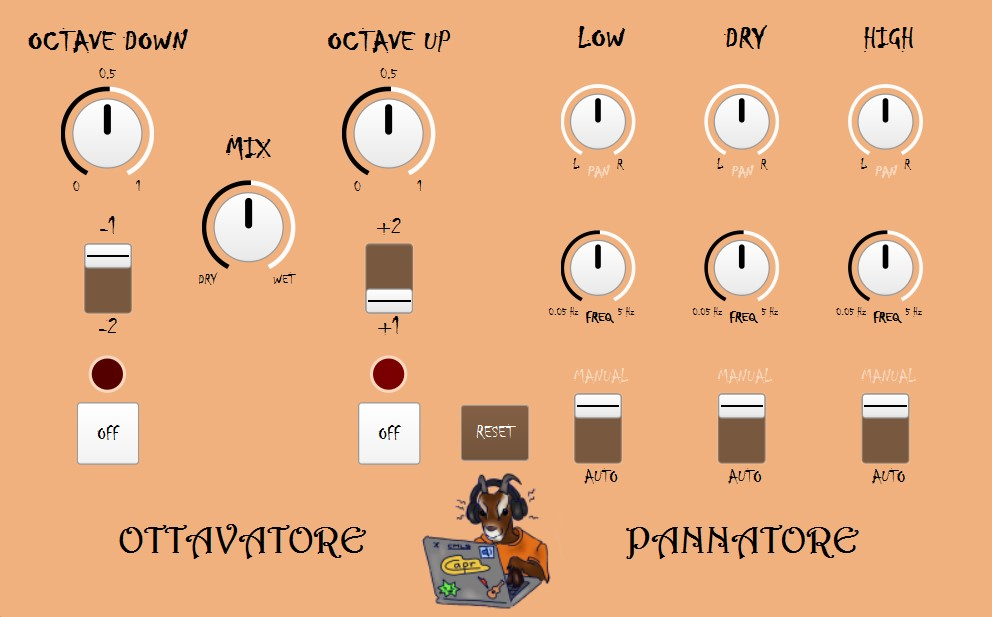 OCTAVE DOWN
OCTAVE UP
LOW
DRY
HIGH
0.5
0.5
MIX
L
PAN
R
L
PAN
R
L
PAN
R
0
1
0
1
-1
+2
DRY
WET
0.05 Hz
FREQ
5 Hz
0.05 Hz
FREQ
5 Hz
0.05 Hz
FREQ
5 Hz
-2
+1
MANUAL
MANUAL
MANUAL
Off
Off
RESET
AUTO
AUTO
AUTO
OTTAVATORE
PANNATORE
capr